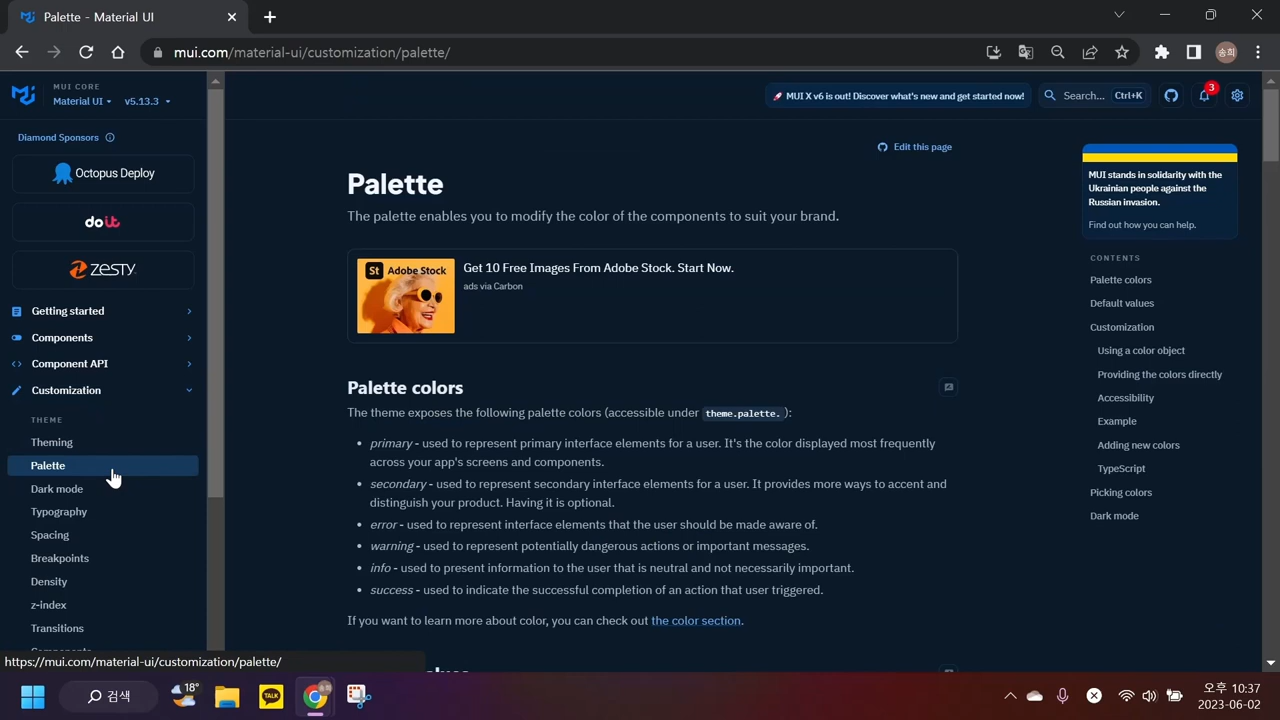 Palette - Material UI
mui.com/material-ui/customization/palette/
송희
MUI CORE
Material UI
v5.13.3
🚀 MUI X v6 is out! Discover what's new and get started now!
Search...
Ctrl+K
3
Diamond Sponsors
Octopus Deploy
doit
ZESTY
Getting started
Components
Component API
Customization
THEME
Theming
Palette
Dark mode
Typography
Spacing
Breakpoints
Density
z-index
Transitions
https://mui.com/material-ui/customization/palette/
Edit this page
Palette
The palette enables you to modify the color of the components to suit your brand.
St Adobe Stock
Get 10 Free Images From Adobe Stock. Start Now.
ads via Carbon
Palette colors
The theme exposes the following palette colors (accessible under theme.palette. ):
• primary - used to represent primary interface elements for a user. It's the color displayed most frequently
across your app's screens and components.
• secondary - used to represent secondary interface elements for a user. It provides more ways to accent and
distinguish your product. Having it is optional.
• error - used to represent interface elements that the user should be made aware of.
• warning - used to represent potentially dangerous actions or important messages.
• info - used to present information to the user that is neutral and not necessarily important.
• success - used to indicate the successful completion of an action that user triggered.
If you want to learn more about color, you can check out the color section.
MUI stands in solidarity with the
Ukrainian people against the
Russian invasion.
Find out how you can help.
CONTENTS
Palette colors
Default values
Customization
Using a color object
Providing the colors directly
Accessibility
Example
Adding new colors
TypeScript
Picking colors
Dark mode
검색
18°
TALK
오후 10:37
2023-06-02